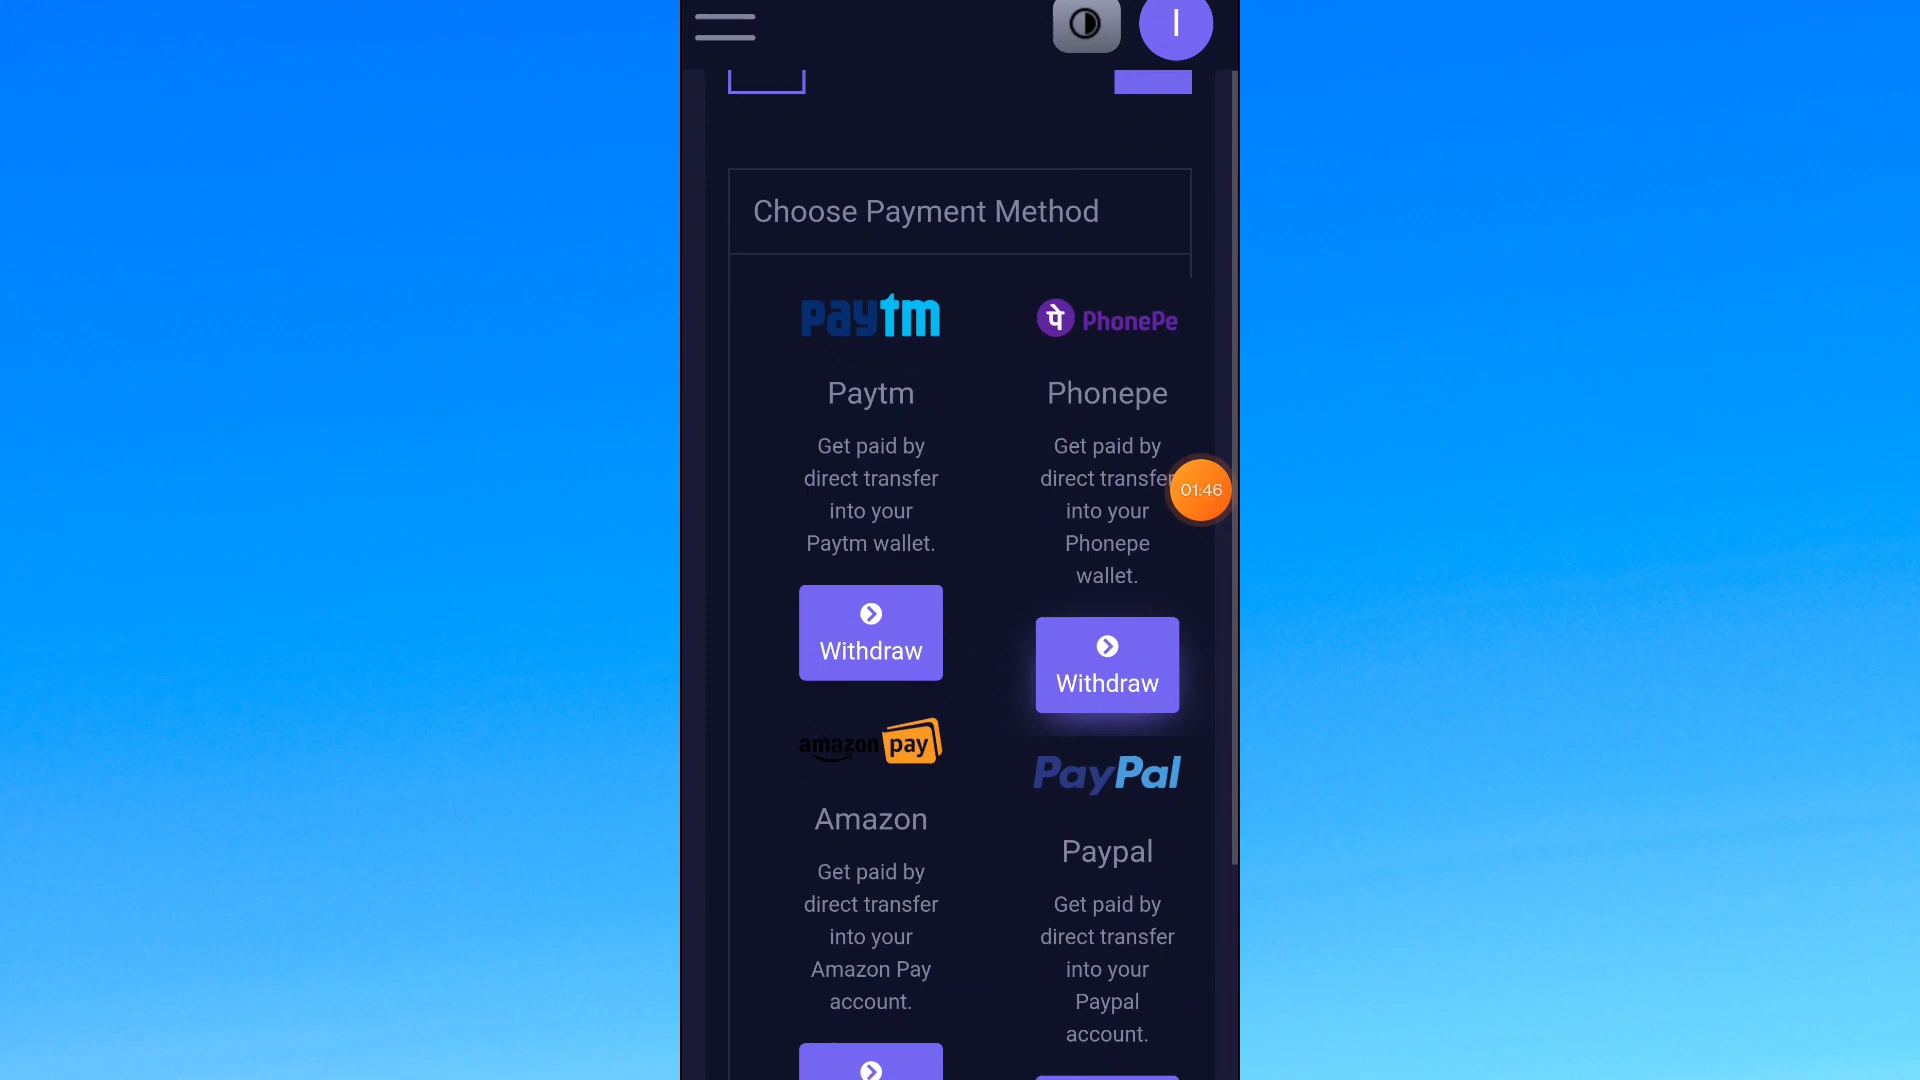 I
Choose Payment Method
paytm
पे PhonePe
Paytm
Phonepe
Get paid by
direct transfer
into your
Paytm wallet.
Get paid by
direct transfer
into your
Phonepe
wallet.
01:46
Withdraw
Withdraw
amazon pay
PayPal
Amazon
Paypal
Get paid by
direct transfer
into your
Amazon Pay
account.
Get paid by
direct transfer
into your
Paypal
account.